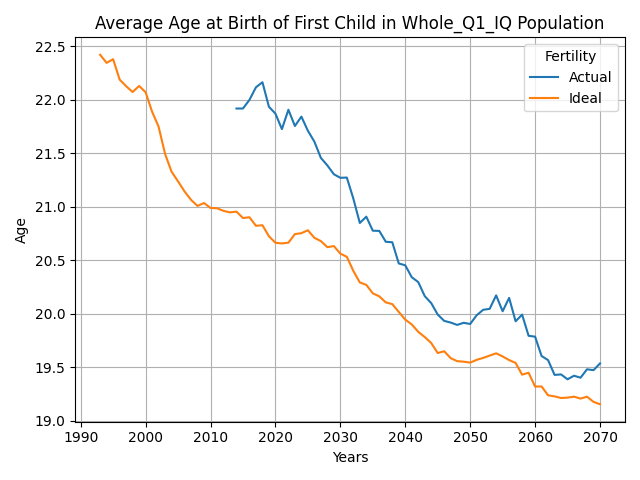 Average Age at Birth of First Child in Whole_Q1_IQ Population
22.5
22.0
21.5
21.0
20.5
20.0
19.5
19.0
Age
Fertility
Actual
Ideal
1990 2000 2010 2020 2030 2040 2050 2060 2070
Years